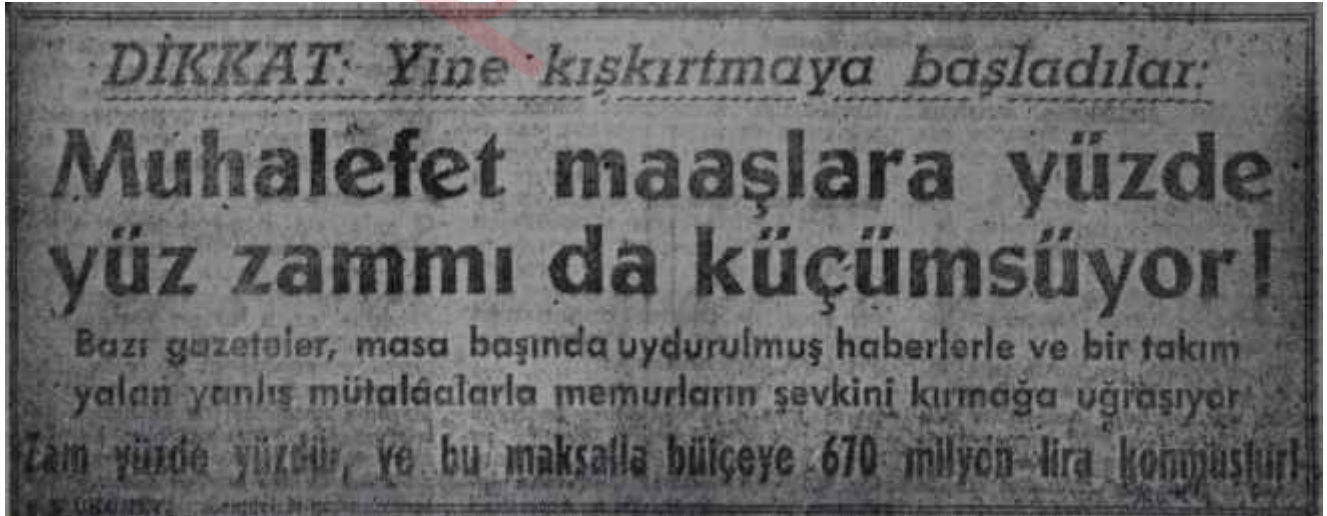 DİKKAT: Yine kışkırtmaya başladılar:
Muhalefet maaşlara yüzde
yüz zammı da küçümsüyor!
Bazı gazeteler, masa başında uydurulmuş haberlerle ve bir takım
yalan yanlış mütalâalarla memurların şevkini kırmağa uğraşıyor
Zam yüzde yüzdür, ve bu maksatla bütçeye 670 milyon lira konmuştur!